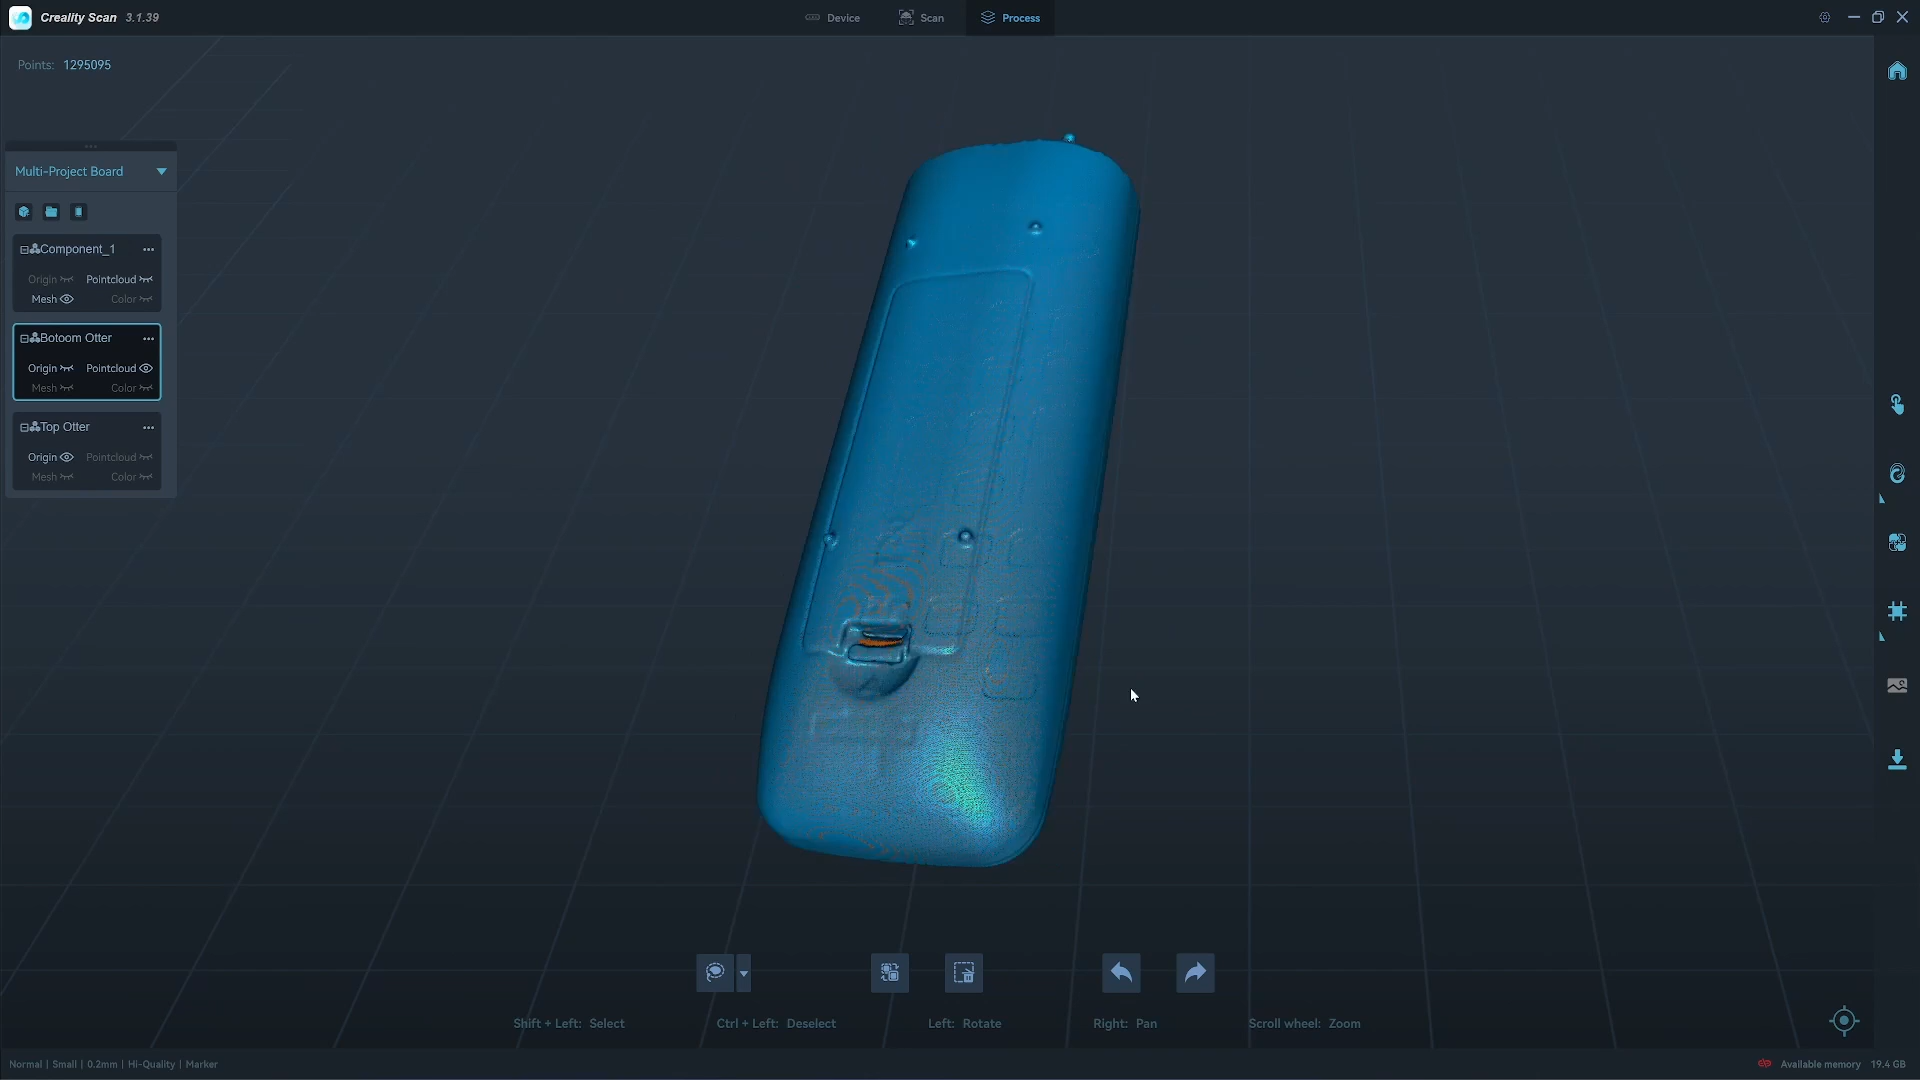 Creality Scan 3.1.39
Device
Scan
Process
Points: 1295095
Multi-Project Board
Component_1
Origin Pointcloud
Mesh Color
Botoom Otter
Origin Pointcloud
Mesh Color
Top Otter
Origin Pointcloud
Mesh Color
Shift + Left: Select
Ctrl + Left: Deselect
Left: Rotate
Right: Pan
Scroll wheel: Zoom
Normal | Small | 0.2mm | Hi-Quality | Marker
Available memory 19.4 GB